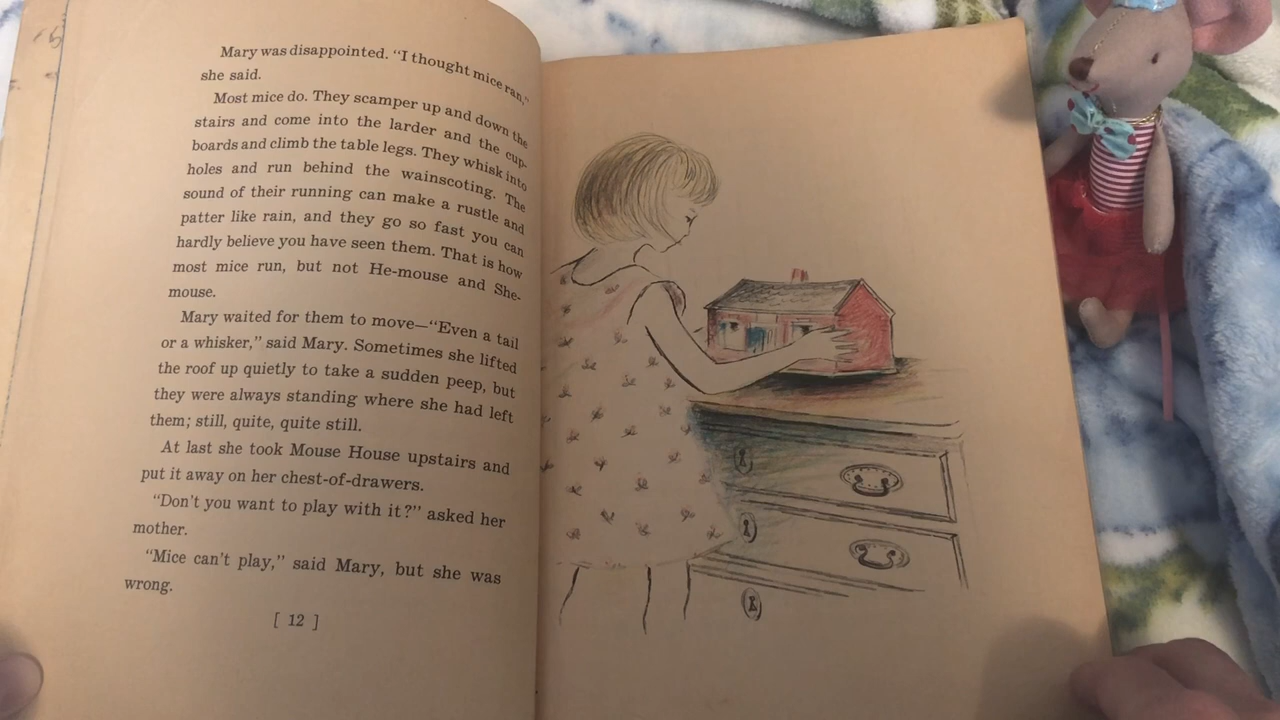 Mary was disappointed. "I thought mice ran,"
she said.
Most mice do. They scamper up and down the
stairs and come into the larder and the cup-
boards and climb the table legs. They whisk into
holes and run behind the wainscoting. The
sound of their running can make a rustle and
patter like rain, and they go so fast you can
hardly believe you have seen them. That is how
most mice run, but not He-mouse and She-
mouse.
Mary waited for them to move—"Even a tail
or a whisker," said Mary. Sometimes she lifted
the roof up quietly to take a sudden peep, but
they were always standing where she had left
them; still, quite, quite still.
At last she took Mouse House upstairs and
put it away on her chest-of-drawers.
"Don't you want to play with it?" asked her
mother.
"Mice can't play," said Mary, but she was
wrong.
[ 12 ]